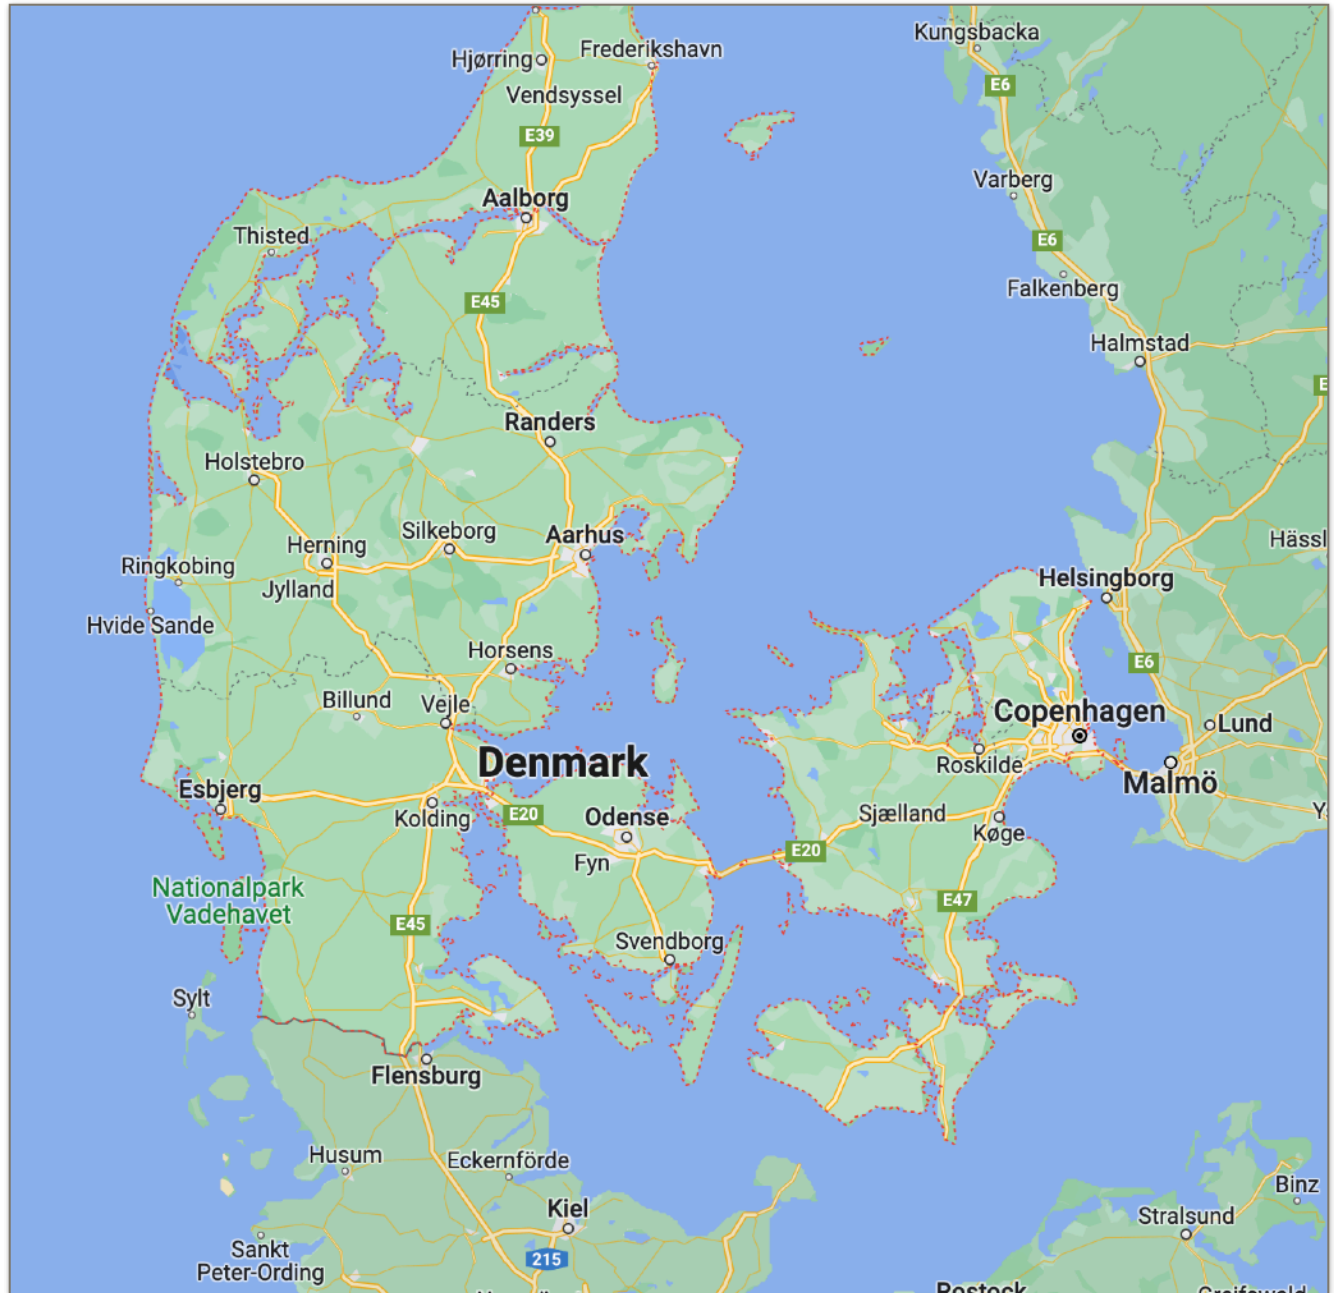 Kungsbacka
Hjørring
Frederikshavn
E6
Vendsyssel
E39
Varberg
Aalborg
Thisted
E6
Falkenberg
E45
Halmstad
E
Randers
Holstebro
Silkeborg
Aarhus
Hässl
Herning
Ringkobing
Helsingborg
Jylland
Hvide Sande
Horsens
E6
Billund
Vejle
Copenhagen
Lund
Denmark
Roskilde
Malmö
Esbjerg
Kolding
E20
Odense
Sjælland
Y
Køge
E20
Fyn
Nationalpark
Vadehavet
E47
E45
Svendborg
Sylt
Flensburg
Husum
Eckernförde
Binz
Kiel
Stralsund
Sankt
Peter-Ording
215
Rostock
Greifswald